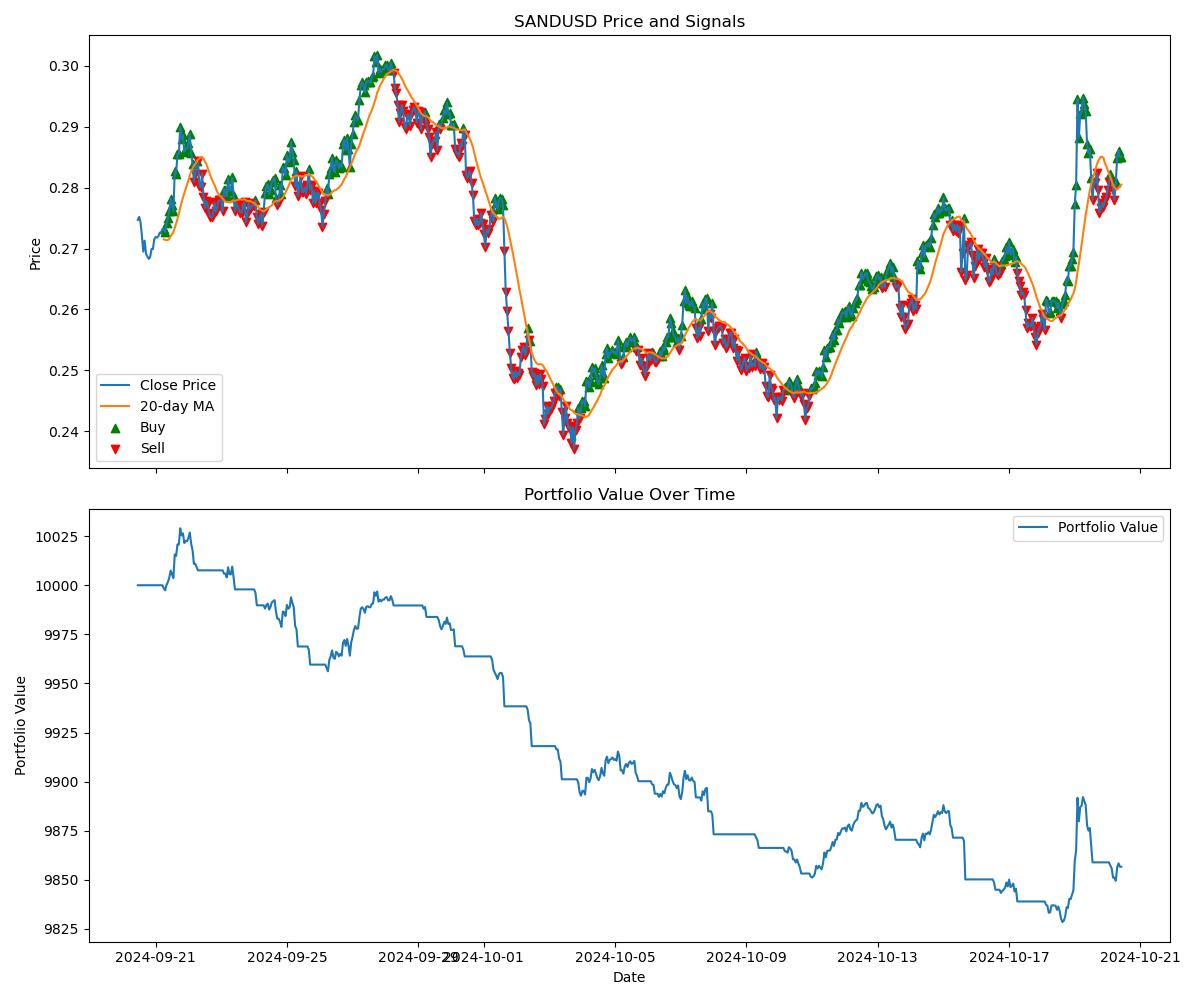 SANDUSD Price and Signals
Price
0.30
0.29
0.28
0.27
0.26
0.25
0.24
Close Price
20-day MA
Buy
Sell
Portfolio Value Over Time
Portfolio Value
10025
10000
9975
9950
9925
9900
9875
9850
9825
Portfolio Value
2024-09-21
2024-09-25
2024-09-29
2024-10-01
2024-10-05
2024-10-09
2024-10-13
2024-10-17
2024-10-21
Date